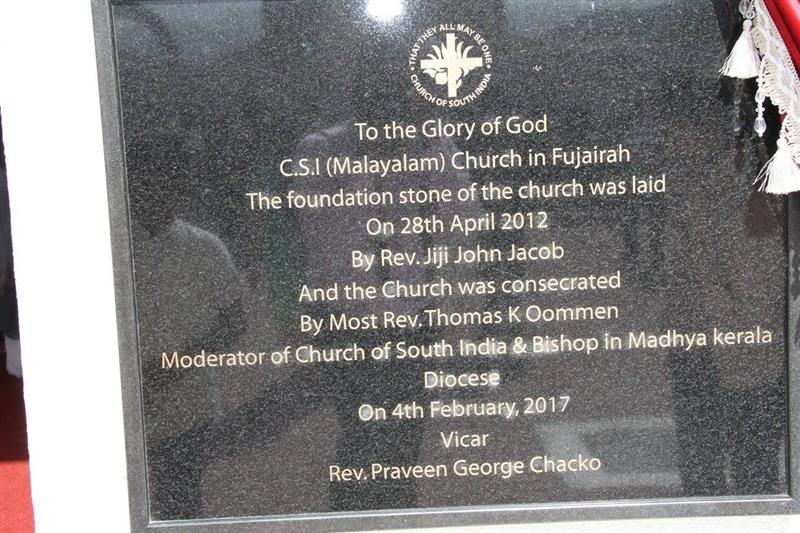 THAT THEY ALL MAY BE ONE
CHURCH OF SOUTH INDIA
To the Glory of God
C.S.I (Malayalam) Church in Fujairah
The foundation stone of the church was laid
On 28th April 2012
By Rev. Jiji John Jacob
And the Church was consecrated
By Most Rev. Thomas K Oommen
Moderator of Church of South India & Bishop in Madhya kerala
Diocese
On 4th February, 2017
Vicar
Rev. Praveen George Chacko